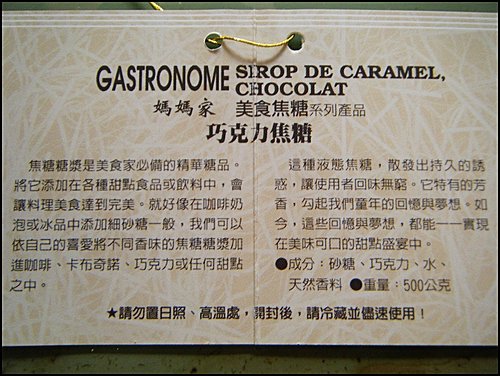 GASTRONOME SIROP DE CARAMEL, CHOCOLAT
媽媽家 美食焦糖系列產品
巧克力焦糖
焦糖糖漿是美食家必備的精華糖品。
將它添加在各種甜點食品或飲料中，會
讓料理美食達到完美。就好像在咖啡奶
泡或冰品中添加細砂糖一般，我們可以
依自己的喜愛將不同香味的焦糖糖漿加
進咖啡、卡布奇諾、巧克力或任何甜點
之中。
這種液態焦糖，散發出持久的誘
惑，讓使用者回味無窮。它特有的芳
香，勾起我們童年的回憶與夢想。如
今，這些回憶與夢想，都能一一實現
在美味可口的甜點盛宴中。
●成分：砂糖、巧克力、水、
天然香料 ●重量：500公克
★請勿置日照、高溫處，開封後，請冷藏並儘速使用！